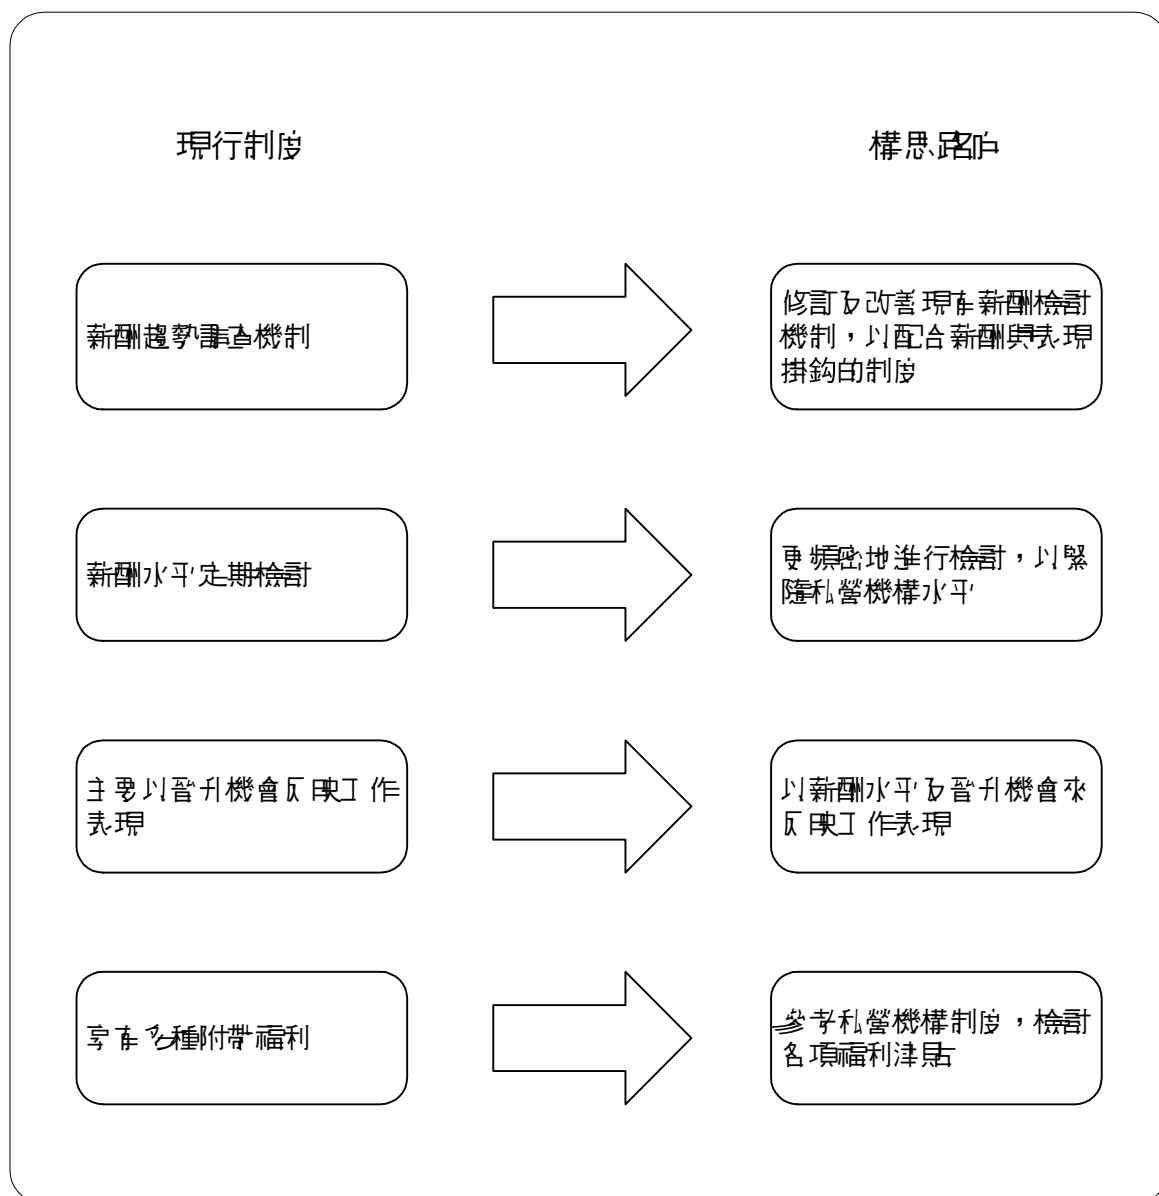 現行制度
構思路向
薪酬趨勢調查機制
修訂及改善現有薪酬檢討
機制，以配合薪酬與表現
掛鈎的制度
薪酬水平定期檢討
更頻密地進行檢討，以緊
隨私營機構水平
主要以晉升機會反映工作
表現
以薪酬水平及晉升機會來
反映工作表現
享有多種附帶福利
參考私營機構制度，檢討
各項福利津貼